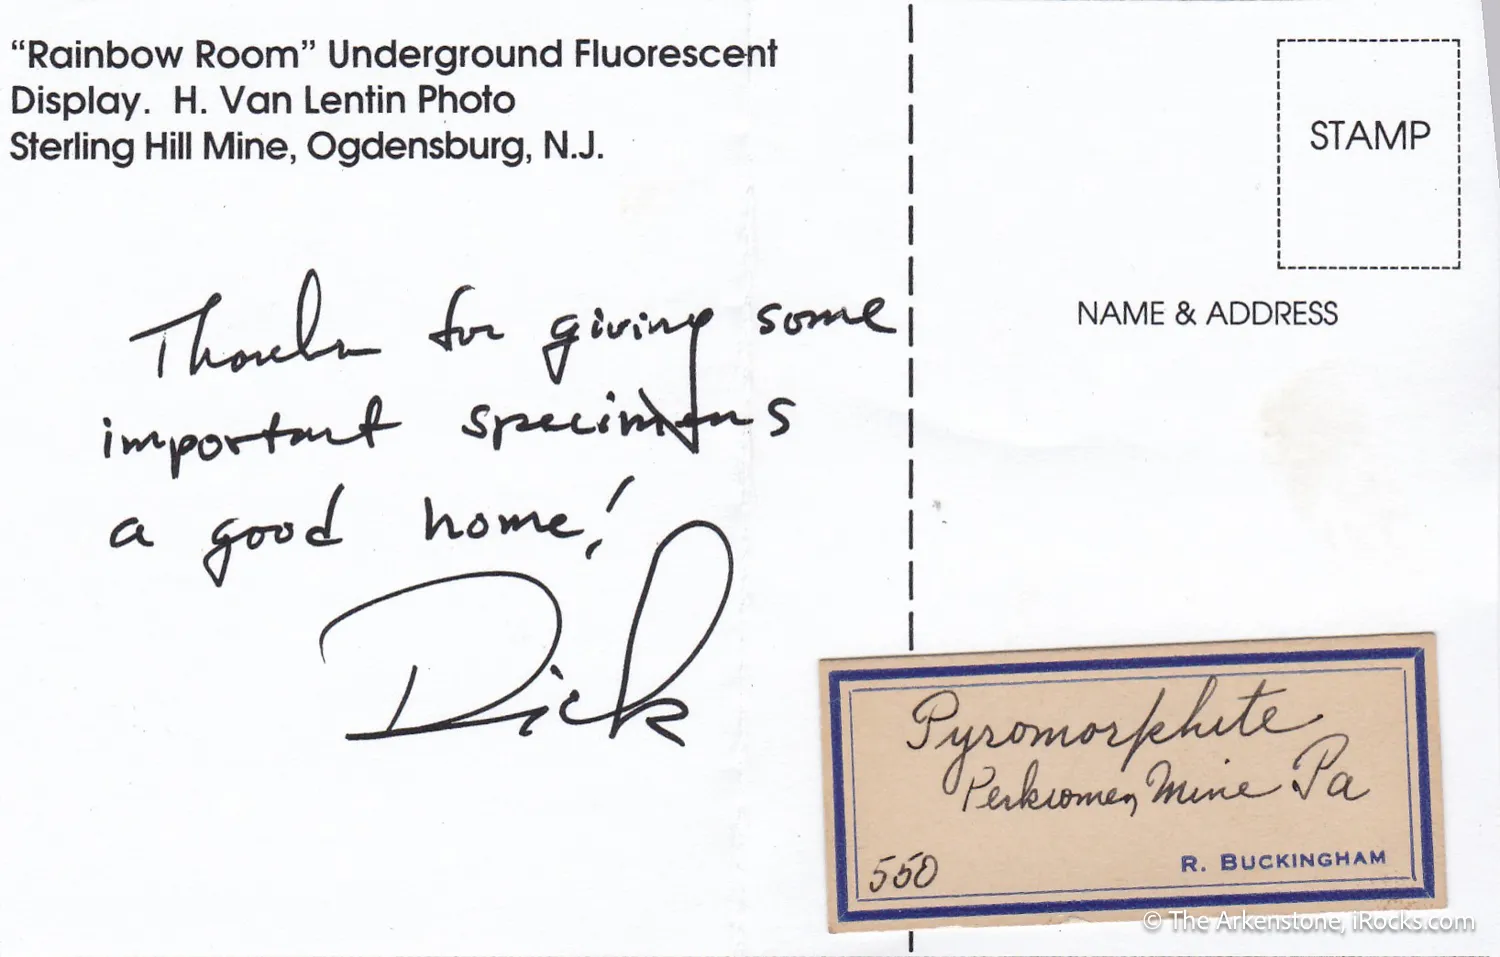 “Rainbow Room” Underground Fluorescent
Display. H. Van Lentin Photo
Sterling Hill Mine, Ogdensburg, N.J.
STAMP
NAME & ADDRESS
Thanks for giving some
important specimens
a good home!
Dick
Pyromorphite
Perkiomen Mine Pa
550
R. BUCKINGHAM
© The Arkenstone, iRocks.com